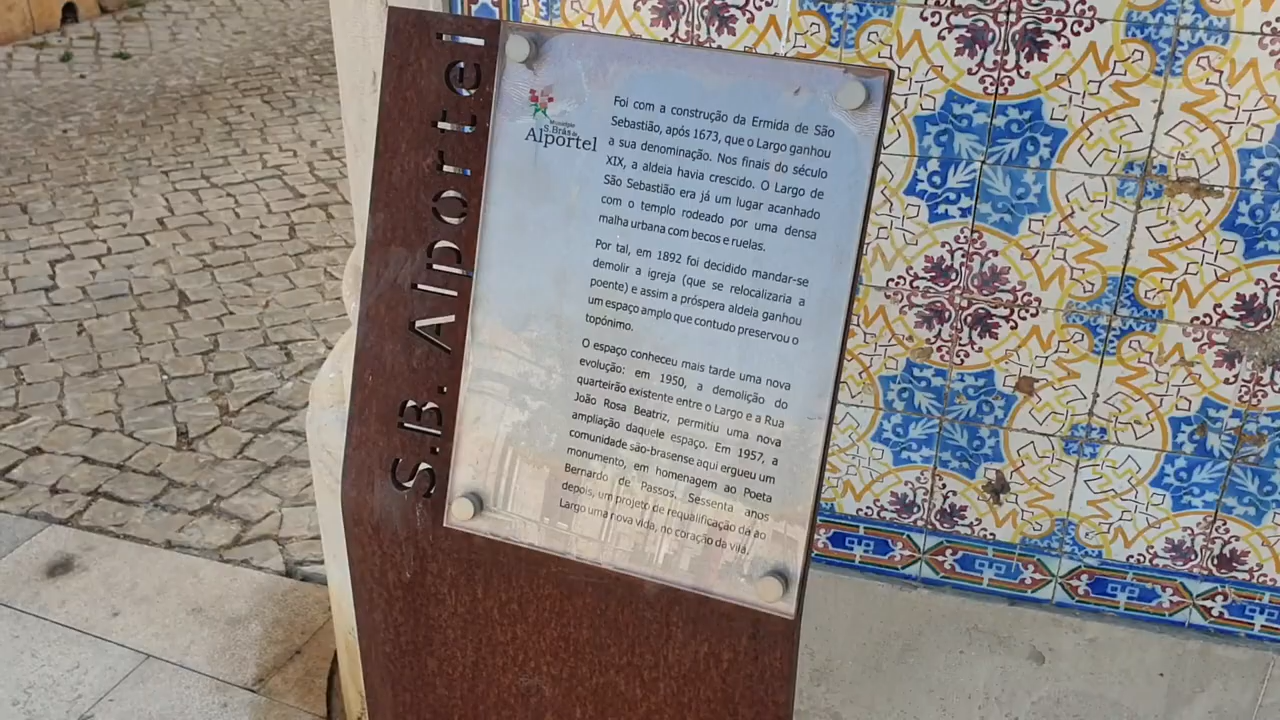 S.B. Alportel
Município
S. Brás de
Alportel
Foi com a construção da Ermida de São
Sebastião, após 1673, que o Largo ganhou
a sua denominação. Nos finais do século
XIX, a aldeia havia crescido. O Largo de
São Sebastião era já um lugar acanhado
com o templo rodeado por uma densa
malha urbana com becos e ruelas.
Por tal, em 1892 foi decidido mandar-se
demolir a igreja (que se relocalizaria a
poente) e assim a próspera aldeia ganhou
um espaço amplo que contudo preservou o
topónimo.
O espaço conheceu mais tarde uma nova
evolução: em 1950, a demolição do
quarteirão existente entre o Largo e a Rua
João Rosa Beatriz, permitiu uma nova
ampliação daquele espaço. Em 1957, a
comunidade são-brasense aqui ergueu um
monumento, em homenagem ao Poeta
Bernardo de Passos. Sessenta anos
depois, um projeto de requalificação dá ao
Largo uma nova vida, no coração da vila.